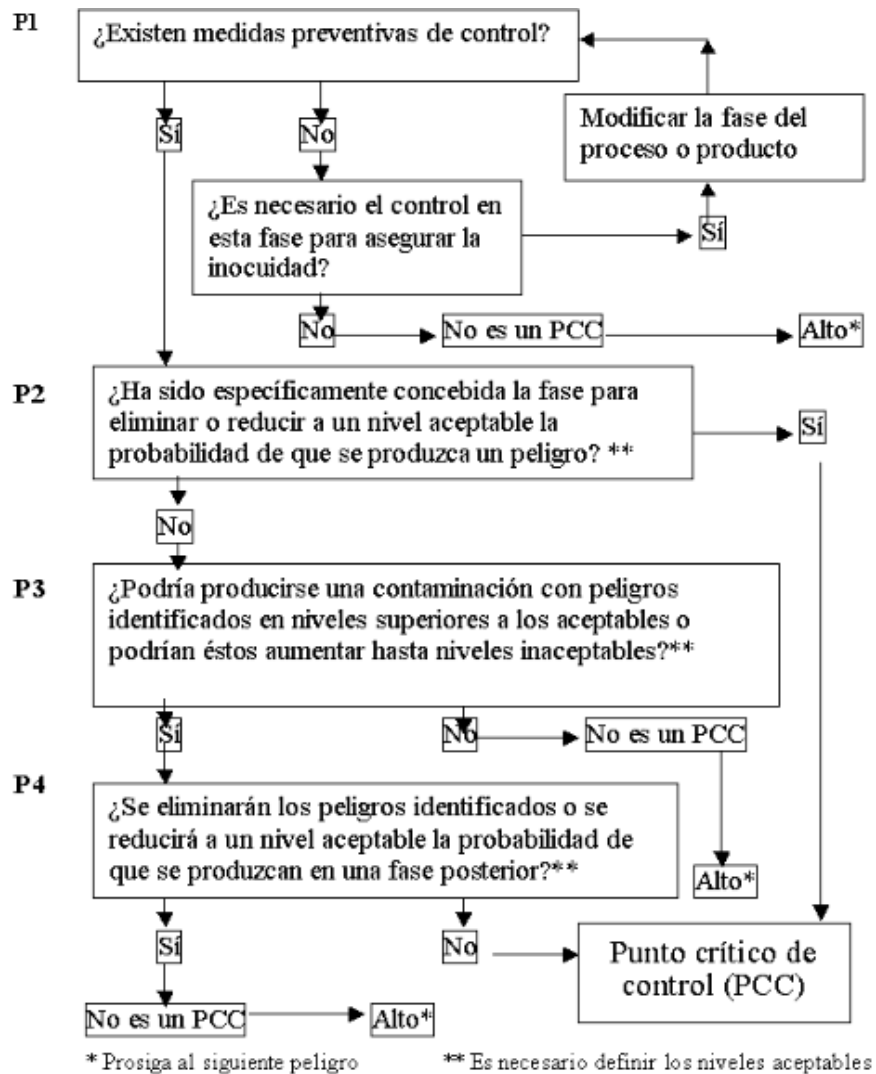 P1
¿Existen medidas preventivas de control?
Sí
No
Modificar la fase del
proceso o producto
¿Es necesario el control en
esta fase para asegurar la
inocuidad?
Sí
No
No es un PCC
Alto*
P2
¿Ha sido específicamente concebida la fase para
eliminar o reducir a un nivel aceptable la
probabilidad de que se produzca un peligro? **
Sí
No
P3
¿Podría producirse una contaminación con peligros
identificados en niveles superiores a los aceptables o
podrían éstos aumentar hasta niveles inaceptables?**
Sí
No
No es un PCC
Alto*
P4
¿Se eliminarán los peligros identificados o se
reducirá a un nivel aceptable la probabilidad de
que se produzcan en una fase posterior?**
Sí
No
Punto crítico de
control (PCC)
No es un PCC
Alto*
* Prosiga al siguiente peligro
** Es necesario definir los niveles aceptables